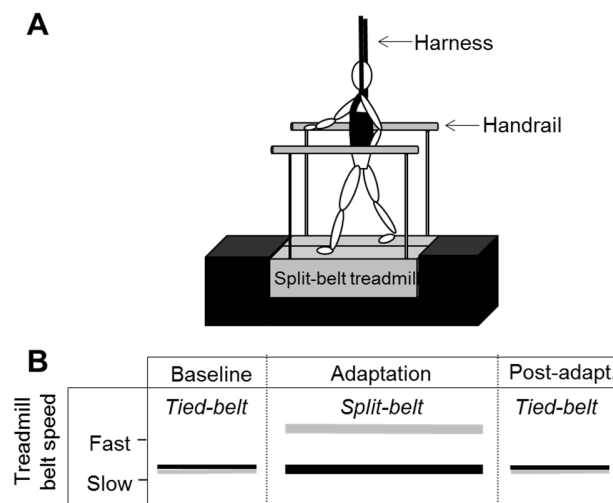 A
Harness
Handrail
Split-belt treadmill
B
Baseline Adaptation Post-adapt.
Tied-belt Split-belt Tied-belt
Treadmill
belt speed
Fast
Slow